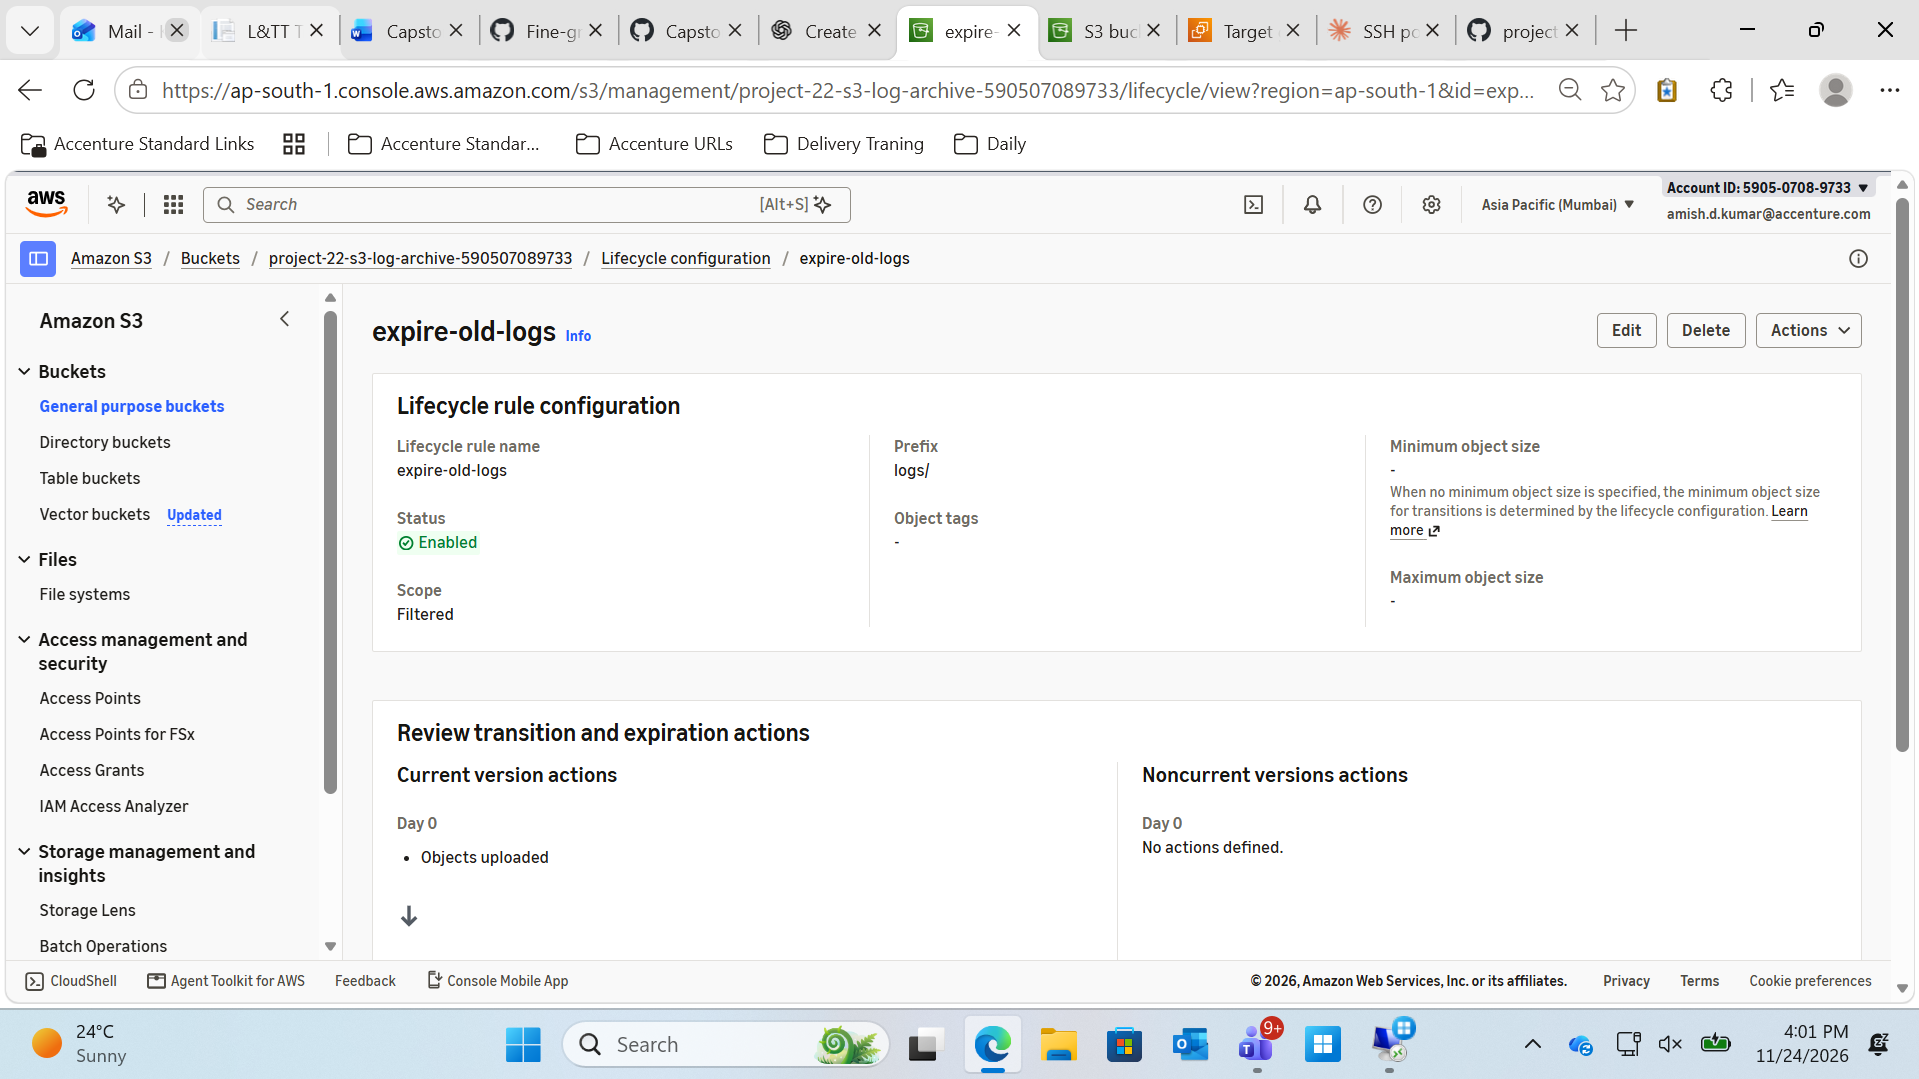 Mail -
L&TT T
Capsto
Fine-g
Capsto
Create
expire-
S3 buc
Target
SSH po
project
https://ap-south-1.console.aws.amazon.com/s3/management/project-22-s3-log-archive-590507089733/lifecycle/view?region=ap-south-1&id=exp...
Accenture Standard Links
Accenture Standar...
Accenture URLs
Delivery Traning
Daily
aws
Search
[Alt+S]
Asia Pacific (Mumbai)
Account ID: 5905-0708-9733
amish.d.kumar@accenture.com
Amazon S3 / Buckets / project-22-s3-log-archive-590507089733 / Lifecycle configuration / expire-old-logs
Amazon S3
Buckets
General purpose buckets
Directory buckets
Table buckets
Vector buckets Updated
Files
File systems
Access management and
security
Access Points
Access Points for FSx
Access Grants
IAM Access Analyzer
Storage management and
insights
Storage Lens
Batch Operations
expire-old-logs Info
Edit
Delete
Actions
Lifecycle rule configuration
Lifecycle rule name
expire-old-logs
Status
Enabled
Scope
Filtered
Prefix
logs/
Object tags
-
Minimum object size
-
When no minimum object size is specified, the minimum object size
for transitions is determined by the lifecycle configuration. Learn
more
Maximum object size
-
Review transition and expiration actions
Current version actions
Day 0
• Objects uploaded
Noncurrent versions actions
Day 0
No actions defined.
CloudShell
Agent Toolkit for AWS
Feedback
Console Mobile App
© 2026, Amazon Web Services, Inc. or its affiliates.
Privacy
Terms
Cookie preferences
24°C
Sunny
Search
9+
4:01 PM
11/24/2026